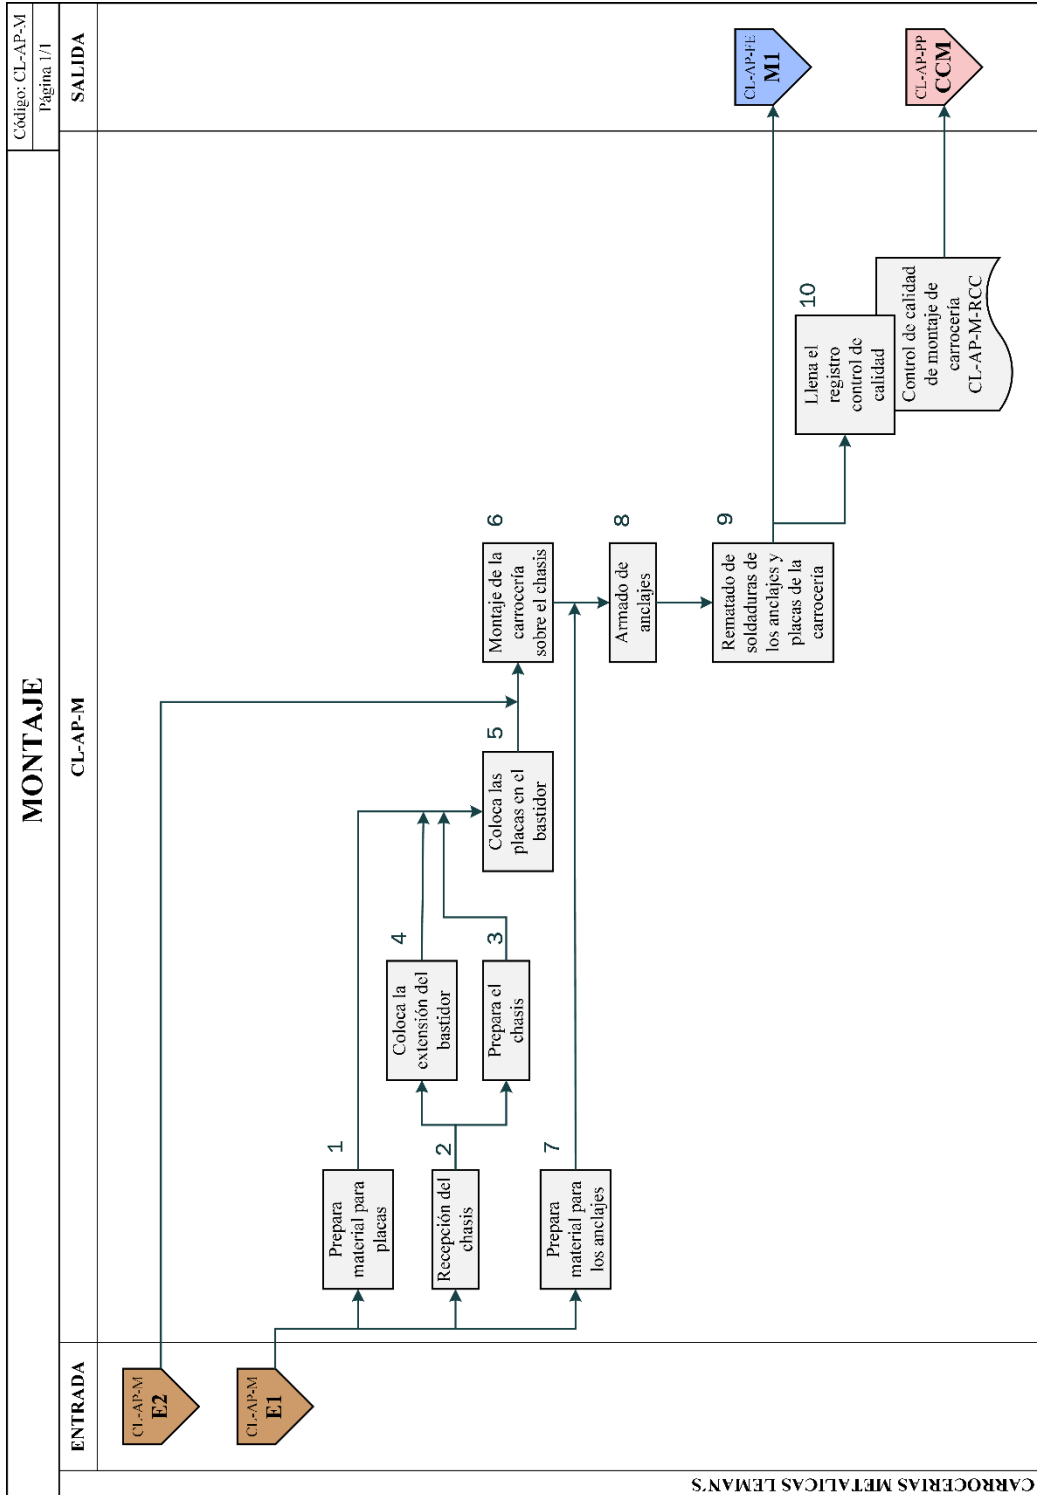 MONTAJE
Código: CL-AP-M
Página 1/1
ENTRADA
CL-AP-M
SALIDA
CARROCERIAS METALICAS LEMAN'S
CL-AP-M
E2
CL-AP-M
E1
Prepara
material para
placas
1
Recepción del
chasis
2
Prepara
material para
los anclajes
7
Coloca la
extensión del
bastidor
4
Prepara el
chasis
3
Coloca las
placas en el
bastidor
5
Montaje de la
carrocería
sobre el chasis
6
Armado de
anclajes
8
Rematado de
soldaduras de
los anclajes y
placas de la
carroceria
9
Llena el
registro
control de
calidad
10
Control de calidad
de montaje de
carrocería
CL-AP-M-RCC
CL-AP-FE
M1
CL-AP-PP
CCM